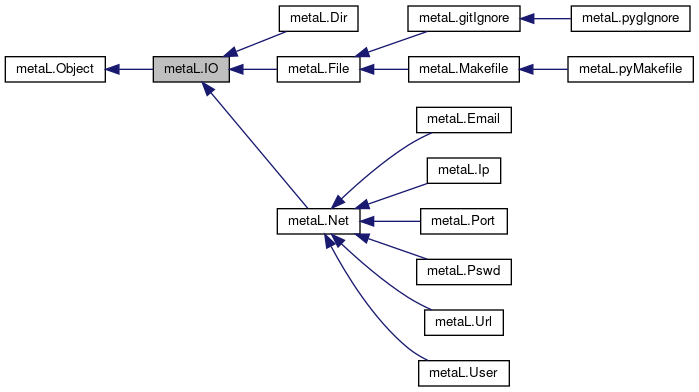 metaL.Object
metaL.IO
metaL.Dir
metaL.File
metaL.gitIgnore
metaL.pygIgnore
metaL.Makefile
metaL.pyMakefile
metaL.Net
metaL.Email
metaL.Ip
metaL.Port
metaL.Pswd
metaL.Url
metaL.User